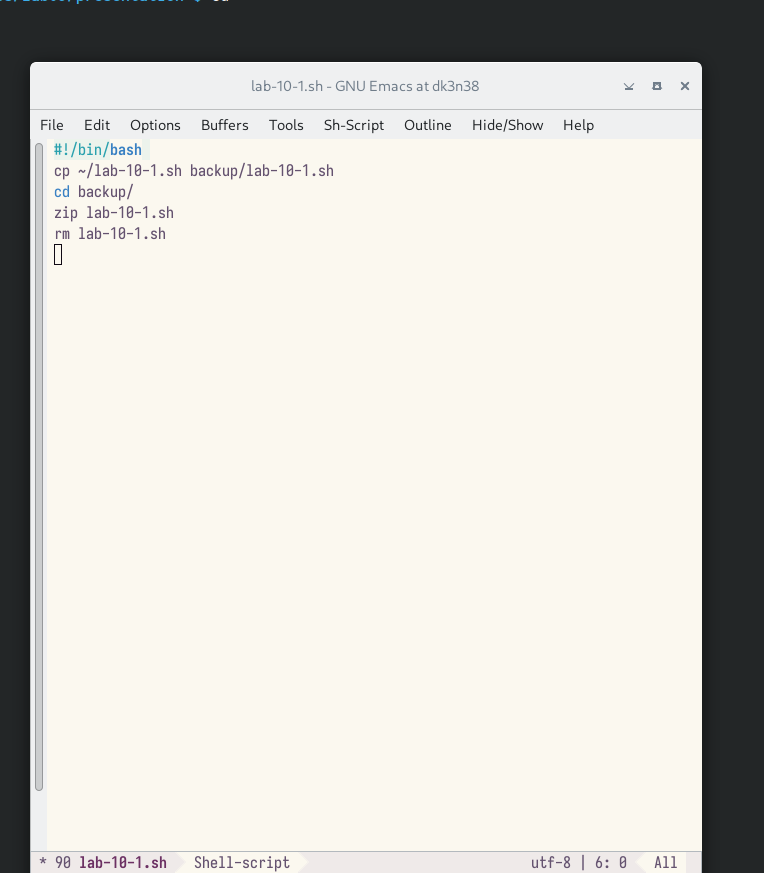 lab-10-1.sh - GNU Emacs at dk3n38
File Edit Options Buffers Tools Sh-Script Outline Hide/Show Help
#!/bin/bash
cp ~/lab-10-1.sh backup/lab-10-1.sh
cd backup/
zip lab-10-1.sh
rm lab-10-1.sh
* 90 lab-10-1.sh Shell-script utf-8 | 6: 0 All